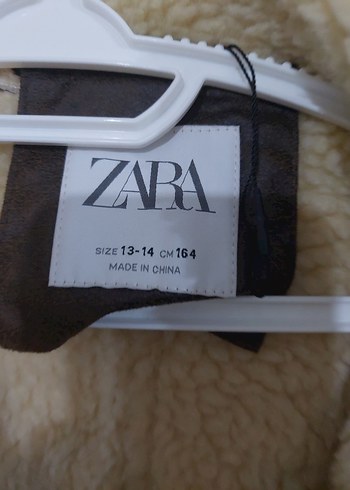 ZARA
SIZE 13-14 CM 164
MADE IN CHINA